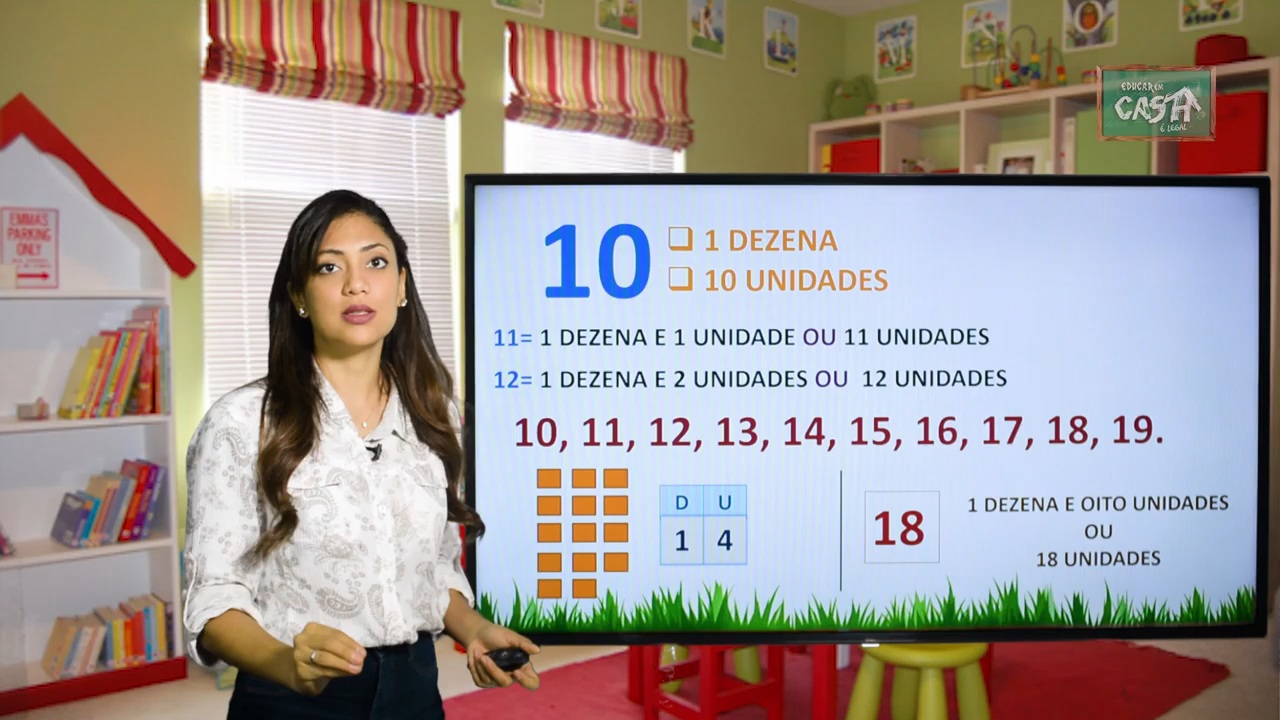 EDUCAR EM
CASA
É LEGAL
EMMA'S
PARKING
ONLY
10
❑ 1 DEZENA
❑ 10 UNIDADES
11= 1 DEZENA E 1 UNIDADE OU 11 UNIDADES
12= 1 DEZENA E 2 UNIDADES OU 12 UNIDADES
10, 11, 12, 13, 14, 15, 16, 17, 18, 19.
D U
1 4
18
1 DEZENA E OITO UNIDADES
OU
18 UNIDADES